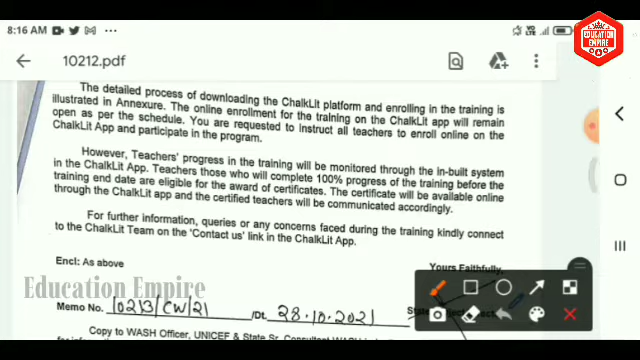 8:16 AM
EDUCATION
EMPIRE
10212.pdf
The detailed process of downloading the ChalkLit platform and enrolling in the training is
illustrated in Annexure. The online enrollment for the training on the ChalkLit app will remain
open as per the schedule. You are requested to instruct all teachers to enroll online on the
ChalkLit App and participate in the program.
However, Teachers' progress in the training will be monitored through the in-built system
in the ChalkLit App. Teachers those who will complete 100% progress of the training before the
training end date are eligible for the award of certificates. The certificate will be available online
through the ChalkLit app and the certified teachers will be communicated accordingly.
For further information, queries or any concerns faced during the training kindly connect
to the ChalkLit Team on the 'Contact us' link in the ChalkLit App.
Encl: As above
Yours Faithfully,
Education Empire
Memo No. 10213/CW/21 /Dt. 28.10.2021
Copy to WASH Officer, UNICEF & State Sr. Consultant WASH